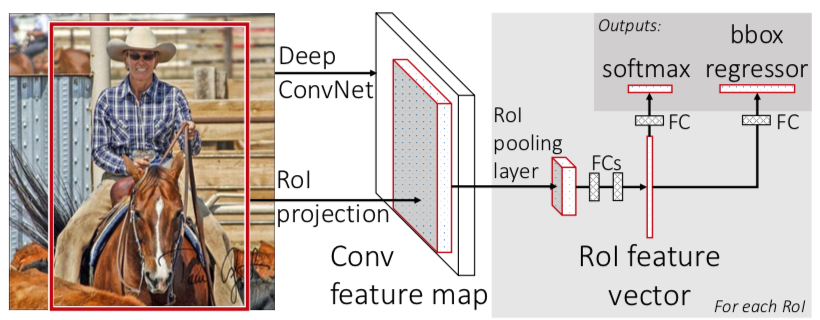 Deep
ConvNet
RoI
projection
Conv
feature map
RoI
pooling
layer
FCs
RoI feature
vector
For each RoI
Outputs:
softmax
bbox
regressor
FC
FC